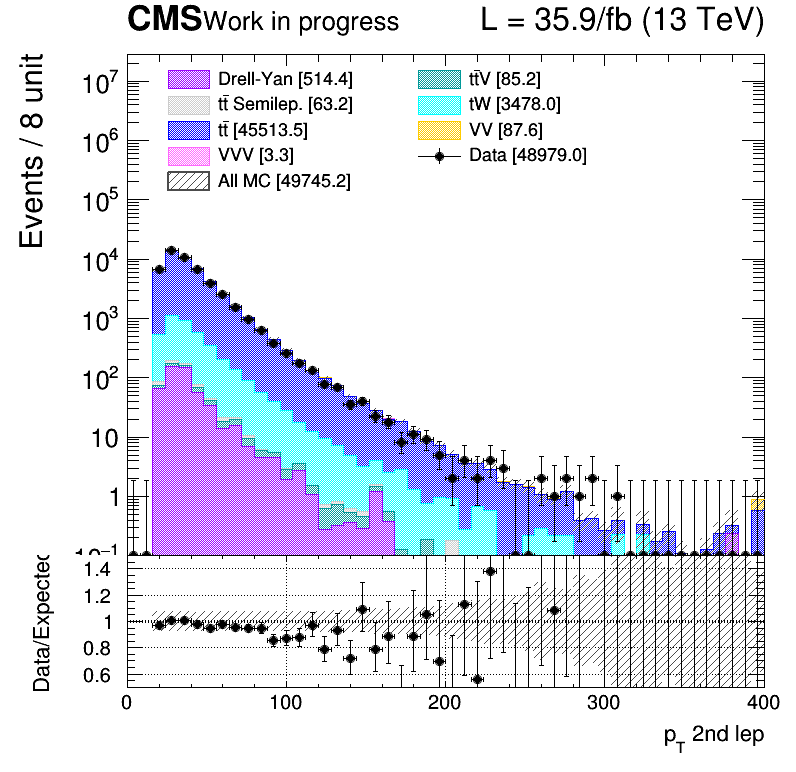 CMS Work in progress L = 35.9/fb (13 TeV)
Drell-Yan [514.4] tt̄V [85.2]
tt̄ Semilep. [63.2] tW [3478.0]
tt̄ [45513.5] VV [87.6]
VVV [3.3] Data [48979.0]
All MC [49745.2]
Events / 8 unit
10⁷
10⁶
10⁵
10⁴
10³
10²
10
1
10⁻¹
Data/Expected
1.4
1.2
1
0.8
0.6
0 100 200 300 400
p_T 2nd lep